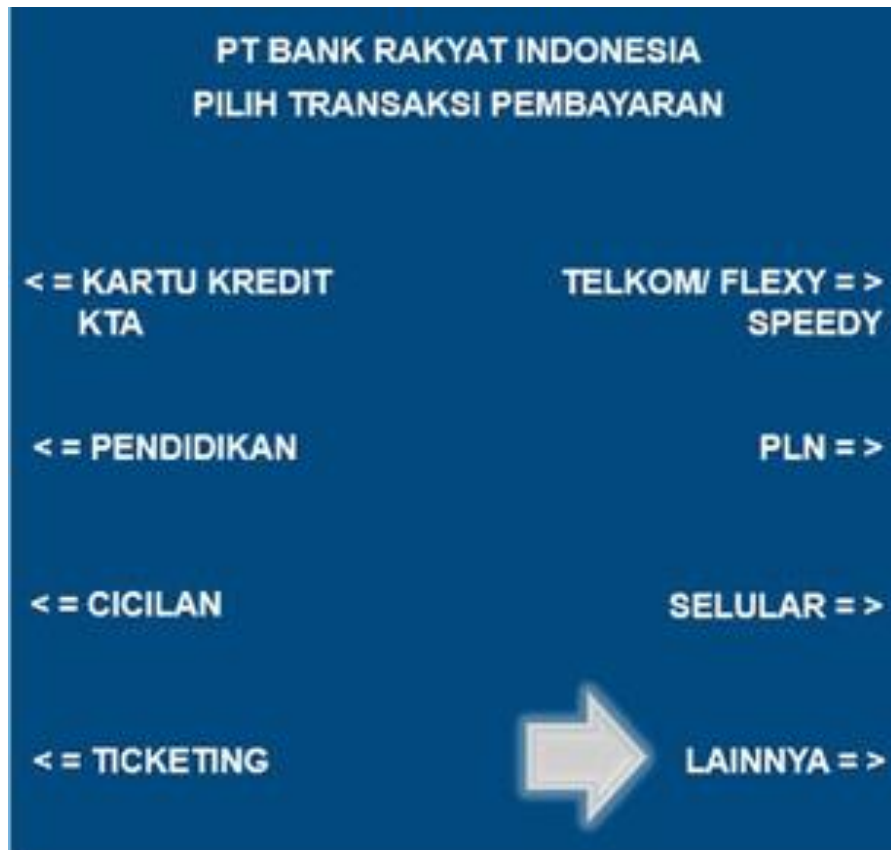 PT BANK RAKYAT INDONESIA
PILIH TRANSAKSI PEMBAYARAN
< = KARTU KREDIT
KTA
TELKOM/ FLEXY = >
SPEEDY
< = PENDIDIKAN
PLN = >
< = CICILAN
SELULAR = >
< = TICKETING
LAINNYA = >